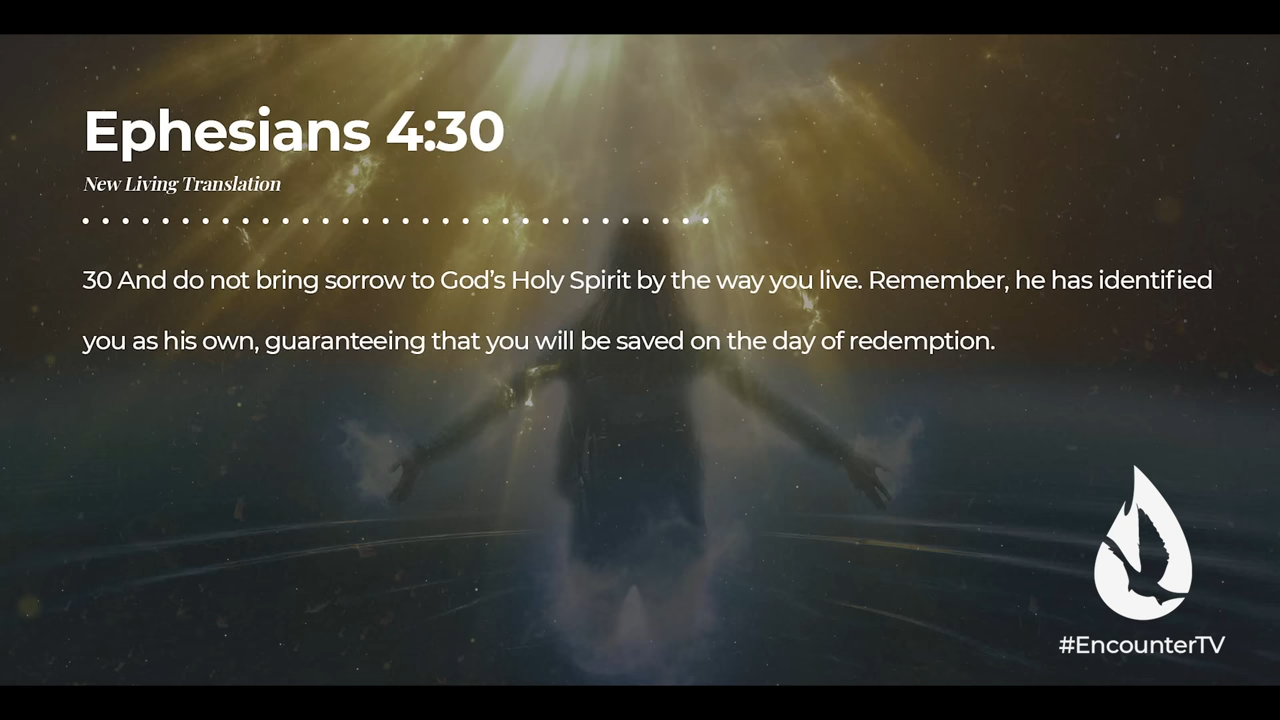 Ephesians 4:30
New Living Translation
30 And do not bring sorrow to God’s Holy Spirit by the way you live. Remember, he has identified
you as his own, guaranteeing that you will be saved on the day of redemption.
#EncounterTV